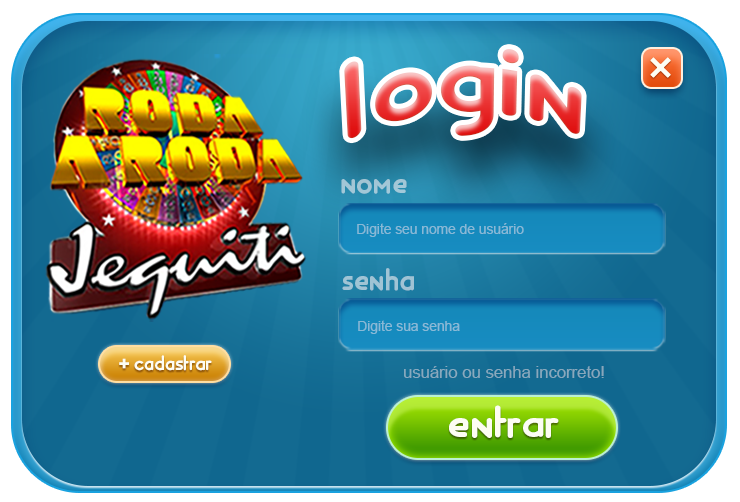 RODA
A RODA
Jequiti
+ cadastrar
login
NOME
Digite seu nome de usuário
senha
Digite sua senha
usuário ou senha incorreto!
entrar